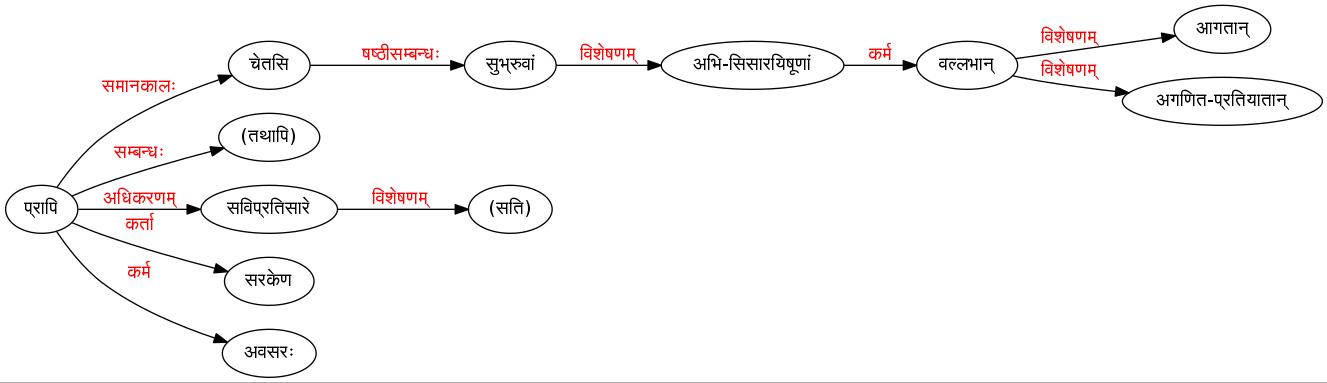 आगतान्
विशेषणम्
चेतसि
षष्ठीसम्बन्धः
सुभ्रुवां
विशेषणम्
अभि-सिसारयिषूणां
कर्म
वल्लभान्
विशेषणम्
अगणित-प्रतियातान्
समानकालः
(तथापि)
सम्बन्धः
प्रापि
अधिकरणम्
सविप्रतिसारे
विशेषणम्
(सति)
कर्ता
सरकेण
कर्म
अवसरः